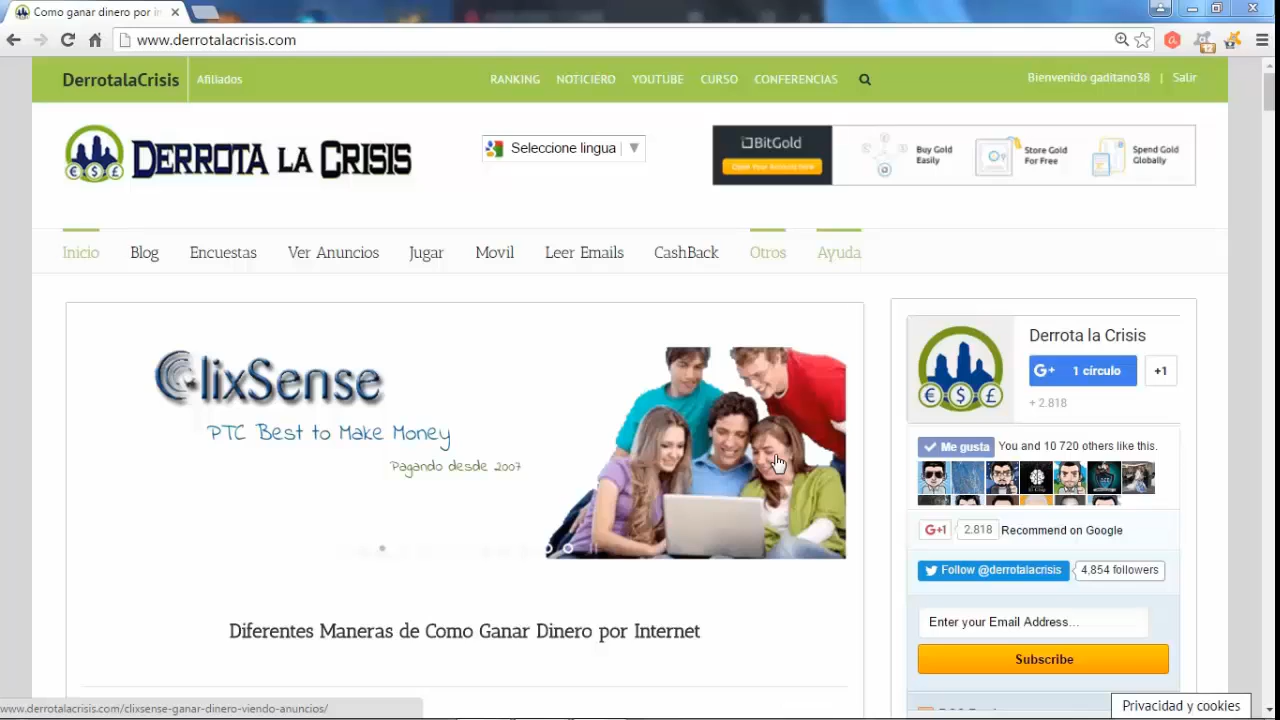 Como ganar dinero por in
www.derrotalacrisis.com
12
DerrotalaCrisis
Afiliados
RANKING NOTICIERO YOUTUBE CURSO CONFERENCIAS
Bienvenido gaditano38 | Salir
DERROTA LA CRISIS
€ $ £
Seleccione lingua
BitGold
Buy Gold Easily
Store Gold For Free
Spend Gold Globally
Inicio Blog Encuestas Ver Anuncios Jugar Movil Leer Emails CashBack Otros Ayuda
ClixSense
PTC Best to Make Money
Pagando desde 2007
Derrota la Crisis
G+ 1 círculo
+1
+ 2.818
€ $ £
Me gusta You and 10 720 others like this.
G+1 2.818 Recommend on Google
Follow @derrotalacrisis 4,854 followers
Enter your Email Address...
Subscribe
Diferentes Maneras de Como Ganar Dinero por Internet
www.derrotalacrisis.com/clixsense-ganar-dinero-viendo-anuncios/
Privacidad y cookies